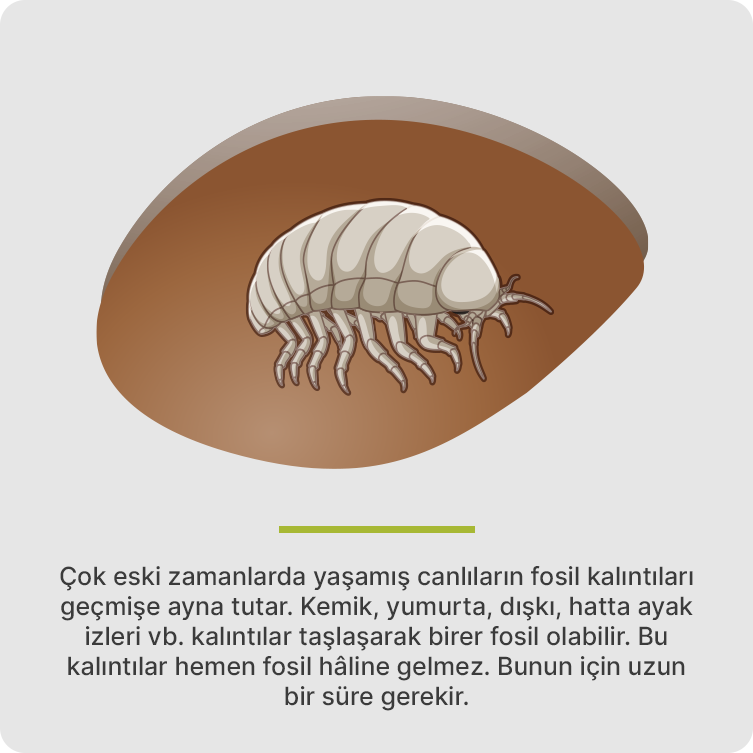 Çok eski zamanlarda yaşamış canlıların fosil kalıntıları
geçmişe ayna tutar. Kemik, yumurta, dışkı, hatta ayak
izleri vb. kalıntılar taşlaşarak birer fosil olabilir. Bu
kalıntılar hemen fosil hâline gelmez. Bunun için uzun
bir süre gerekir.